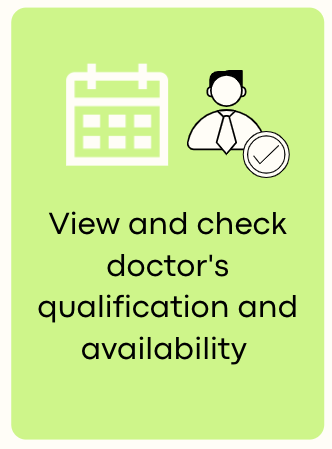 View and check
doctor's
qualification and
availability